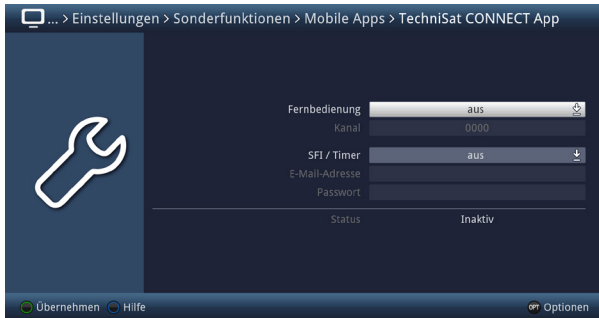 ... > Einstellungen > Sonderfunktionen > Mobile Apps > TechniSat CONNECT App
Fernbedienung aus
Kanal 0000
SFI / Timer aus
E-Mail-Adresse
Passwort
Status Inaktiv
Übernehmen Hilfe OPT Optionen